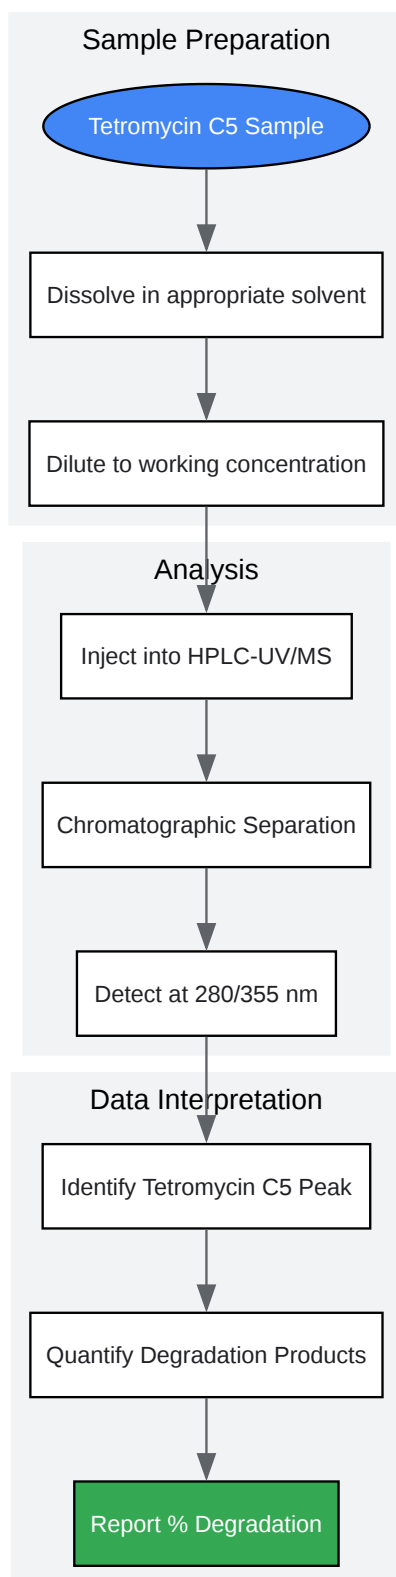 Sample Preparation
Tetromycin C5 Sample
Dissolve in appropriate solvent
Dilute to working concentration
Analysis
Inject into HPLC-UV/MS
Chromatographic Separation
Detect at 280/355 nm
Data Interpretation
Identify Tetromycin C5 Peak
Quantify Degradation Products
Report % Degradation